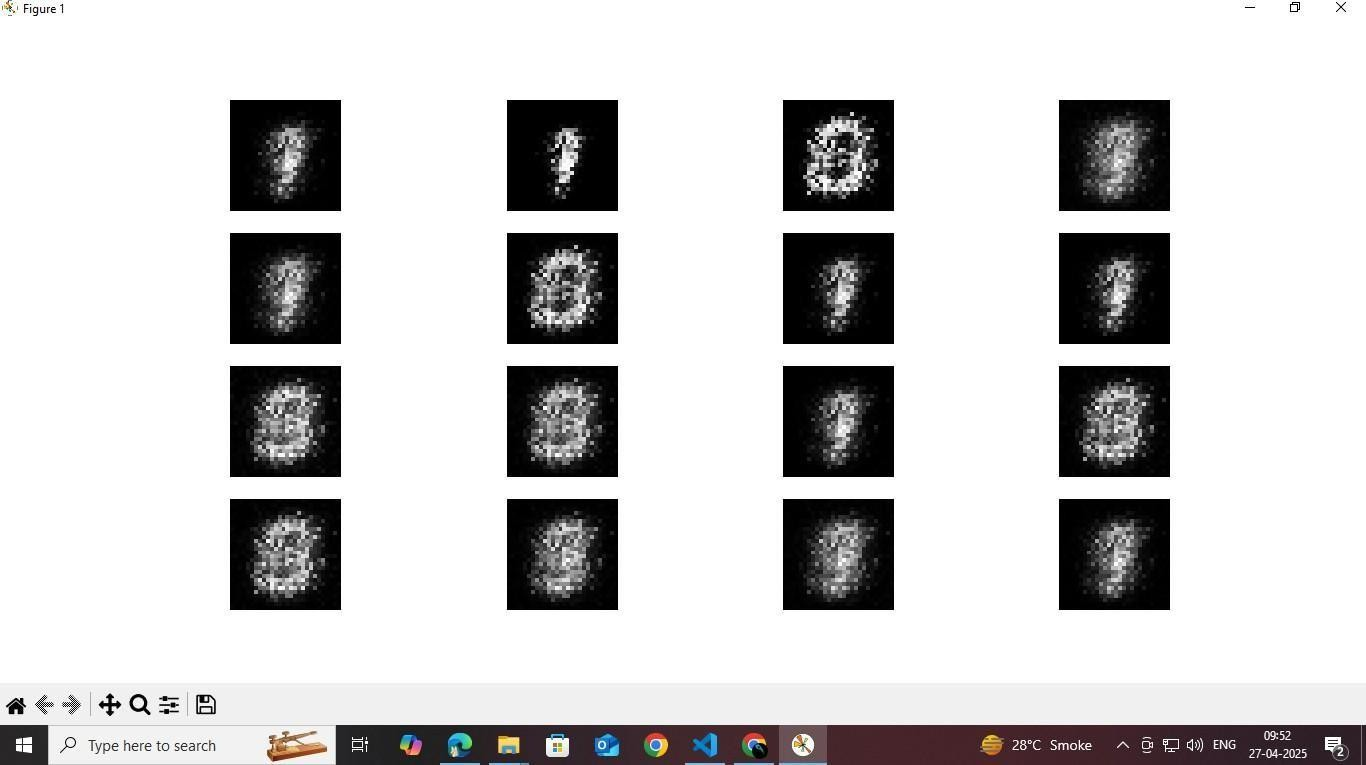 Figure 1
Type here to search
28°C Smoke
ENG
09:52
27-04-2025
2